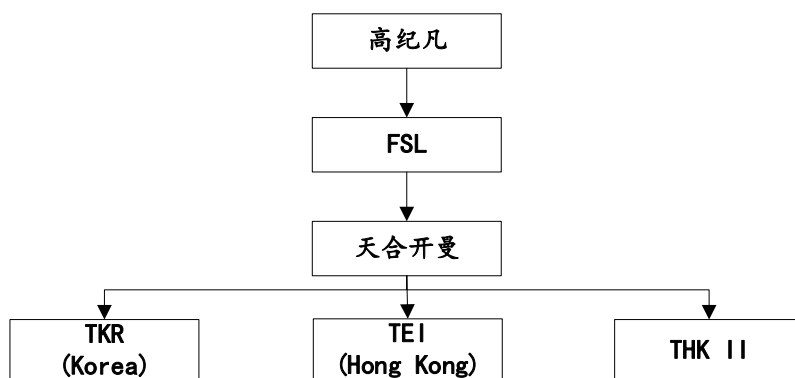 高纪凡
FSL
天合开曼
TKR
(Korea)
TEI
(Hong Kong)
THK II